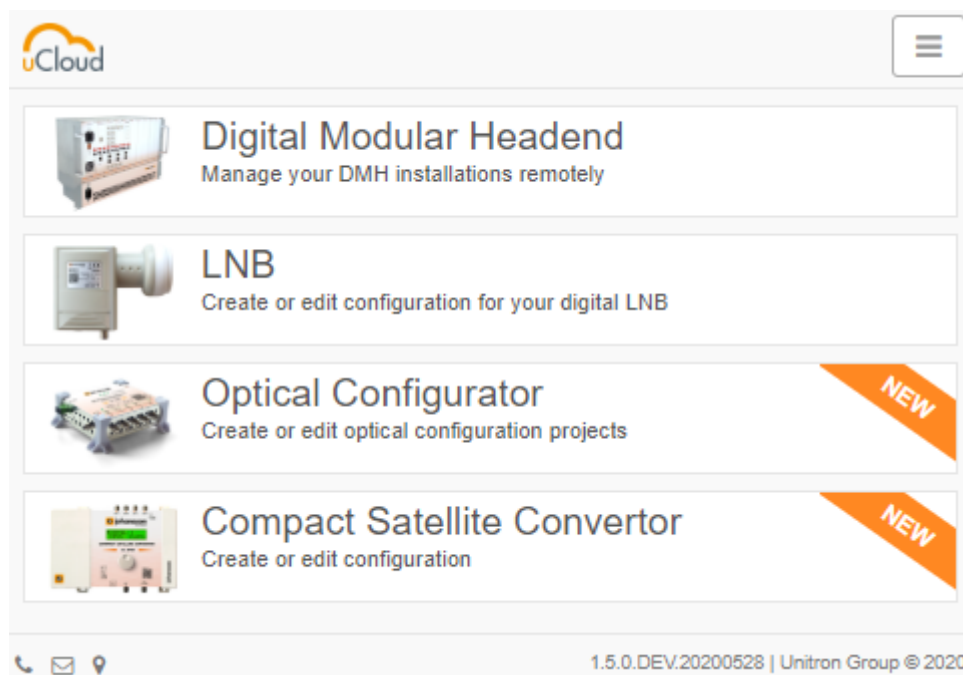 uCloud
Digital Modular Headend
Manage your DMH installations remotely
LNB
Create or edit configuration for your digital LNB
Optical Configurator
Create or edit optical configuration projects
NEW
Compact Satellite Convertor
Create or edit configuration
NEW
1.5.0.DEV.20200528 | Unitron Group © 2020